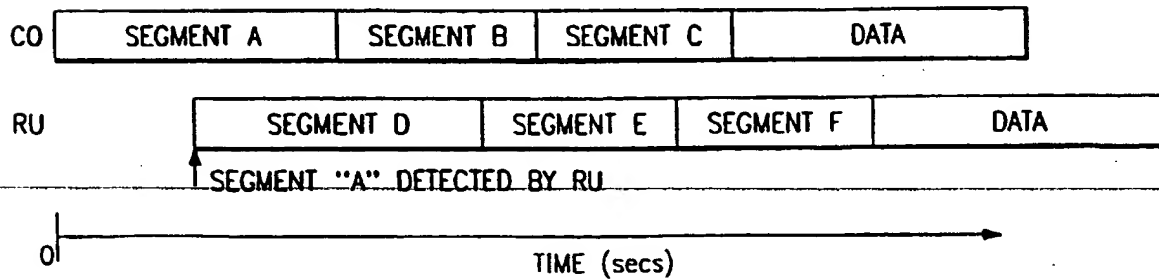 CO SEGMENT A SEGMENT B SEGMENT C DATA
RU SEGMENT D SEGMENT E SEGMENT F DATA
SEGMENT "A" DETECTED BY RU
0
TIME (secs)